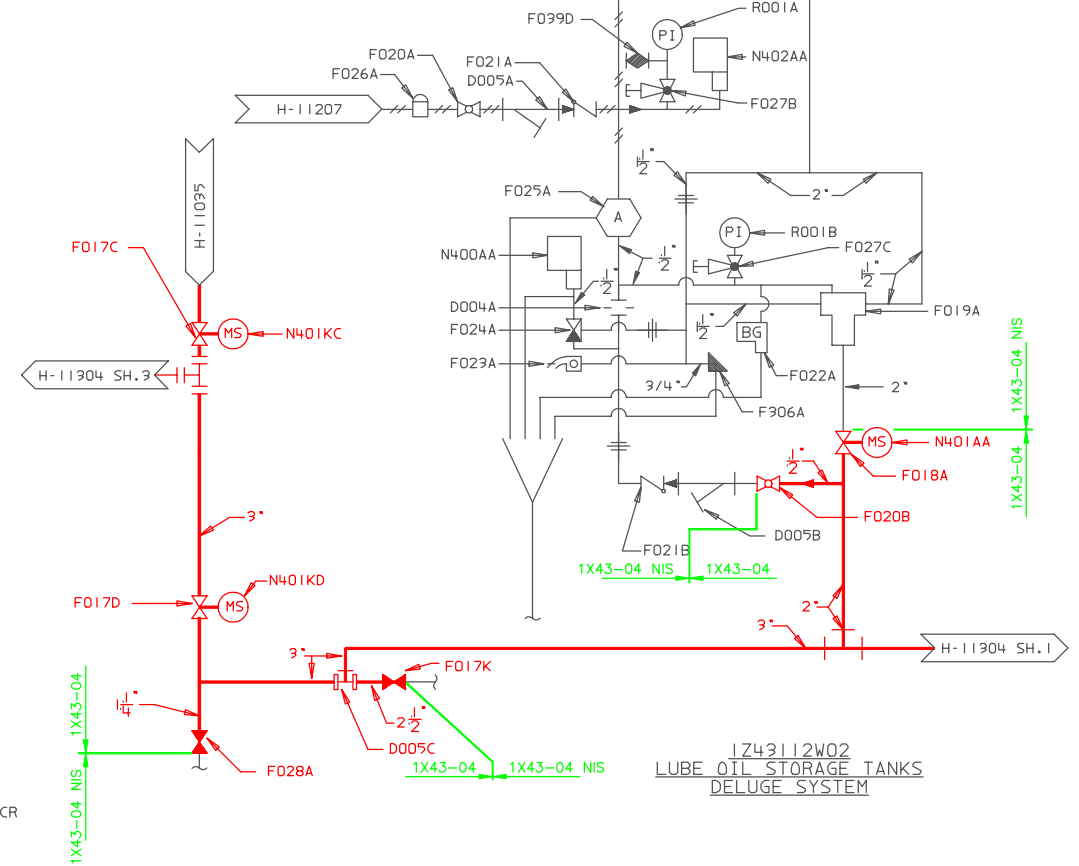 R001A
F039D
PI
N402AA
F020A
F021A
F026A
D005A
F027B
H-11207
1 1/2"
H-11035
F025A
A
2"
F017C
N400AA
PI
R001B
F027C
1/2"
1/2"
1/2"
D004A
F019A
MS
N401KC
F024A
1/2"
BG
H-11304 SH.3
F023A
3/4"
F022A
2"
F306A
1X43-04 NIS
MS
N401AA
1/2"
F018A
1X43-04
3"
F020B
D005B
F021B
1X43-04 NIS
1X43-04
N401KD
F017D
MS
2"
3"
H-11304 SH.1
3"
F017K
1X43-04
1 1/4"
2 1/2"
D005C
F028A
1X43-04
1X43-04 NIS
1X43-04 NIS
1Z43112W02
LUBE OIL STORAGE TANKS
DELUGE SYSTEM
CR